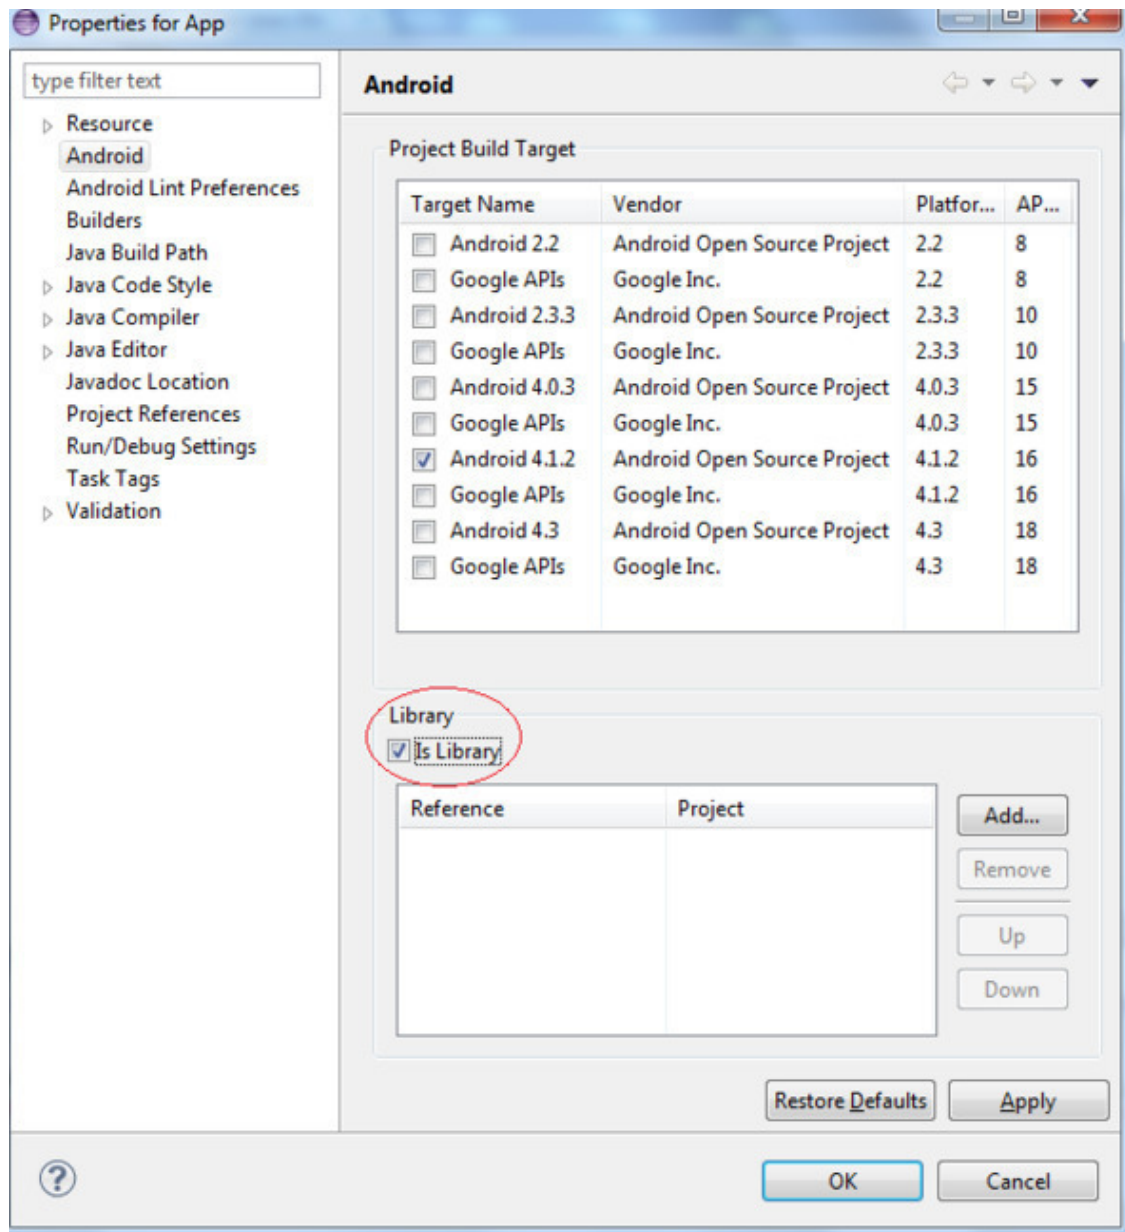 Properties for App
type filter text
Resource
Android
Android Lint Preferences
Builders
Java Build Path
Java Code Style
Java Compiler
Java Editor
Javadoc Location
Project References
Run/Debug Settings
Task Tags
Validation
Android
Project Build Target
Target Name Vendor Platfor... AP...
Android 2.2 Android Open Source Project 2.2 8
Google APIs Google Inc. 2.2 8
Android 2.3.3 Android Open Source Project 2.3.3 10
Google APIs Google Inc. 2.3.3 10
Android 4.0.3 Android Open Source Project 4.0.3 15
Google APIs Google Inc. 4.0.3 15
Android 4.1.2 Android Open Source Project 4.1.2 16
Google APIs Google Inc. 4.1.2 16
Android 4.3 Android Open Source Project 4.3 18
Google APIs Google Inc. 4.3 18
Library
Is Library
Reference Project
Add...
Remove
Up
Down
Restore Defaults Apply
? OK Cancel